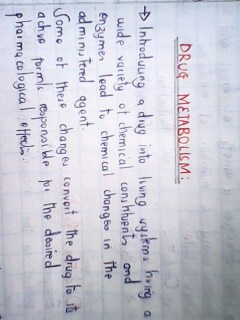 DRUG METABOLISM:
→ Introducing a drug into living systems having a
wide variety of chemical constituents and
enzymes lead to chemical changes in the
administered agent.
Some of these changes convert the drug to its
active form's responsible for the desired
pharmacological effects.